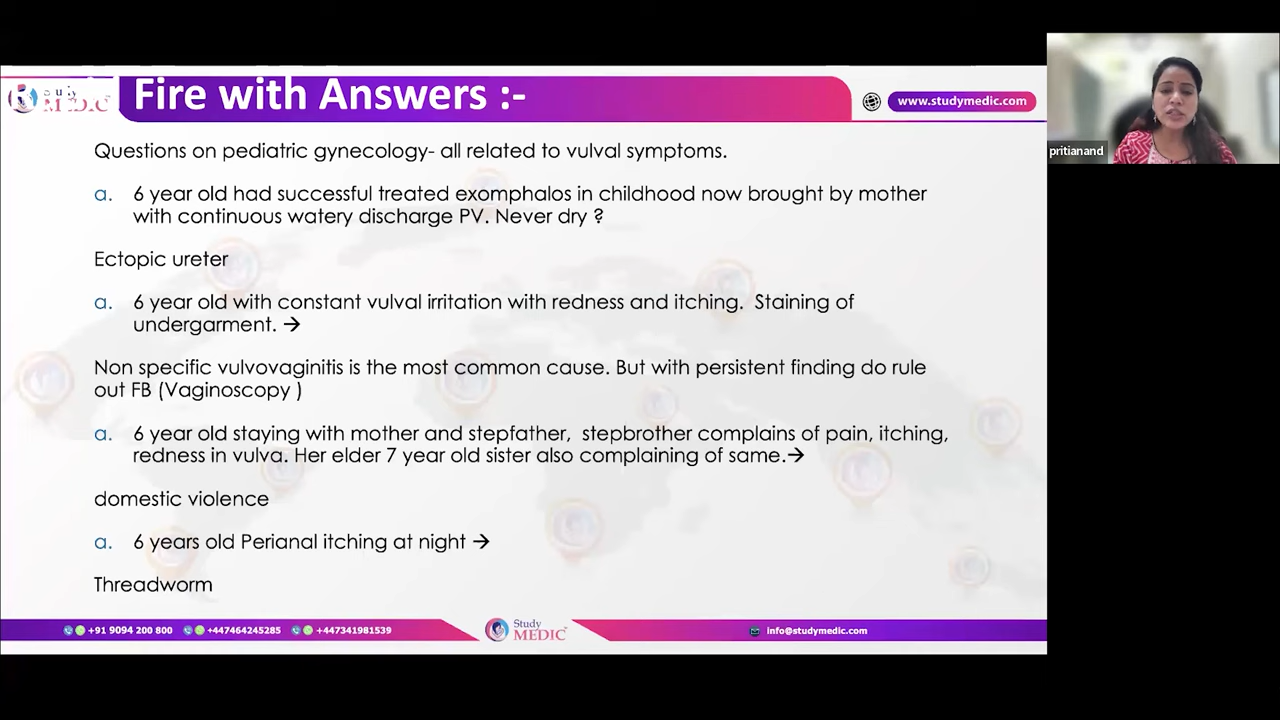 Study
MEDIC
Fire with Answers :-
www.studymedic.com
pritianand
Questions on pediatric gynecology- all related to vulval symptoms.
a. 6 year old had successful treated exomphalos in childhood now brought by mother
with continuous watery discharge PV. Never dry ?
Ectopic ureter
a. 6 year old with constant vulval irritation with redness and itching. Staining of
undergarment. →
Non specific vulvovaginitis is the most common cause. But with persistent finding do rule
out FB (Vaginoscopy )
a. 6 year old staying with mother and stepfather, stepbrother complains of pain, itching,
redness in vulva. Her elder 7 year old sister also complaining of same.→
domestic violence
a. 6 years old Perianal itching at night →
Threadworm
+91 9094 200 800 +447464245285 +447341981539
Study
MEDIC
info@studymedic.com